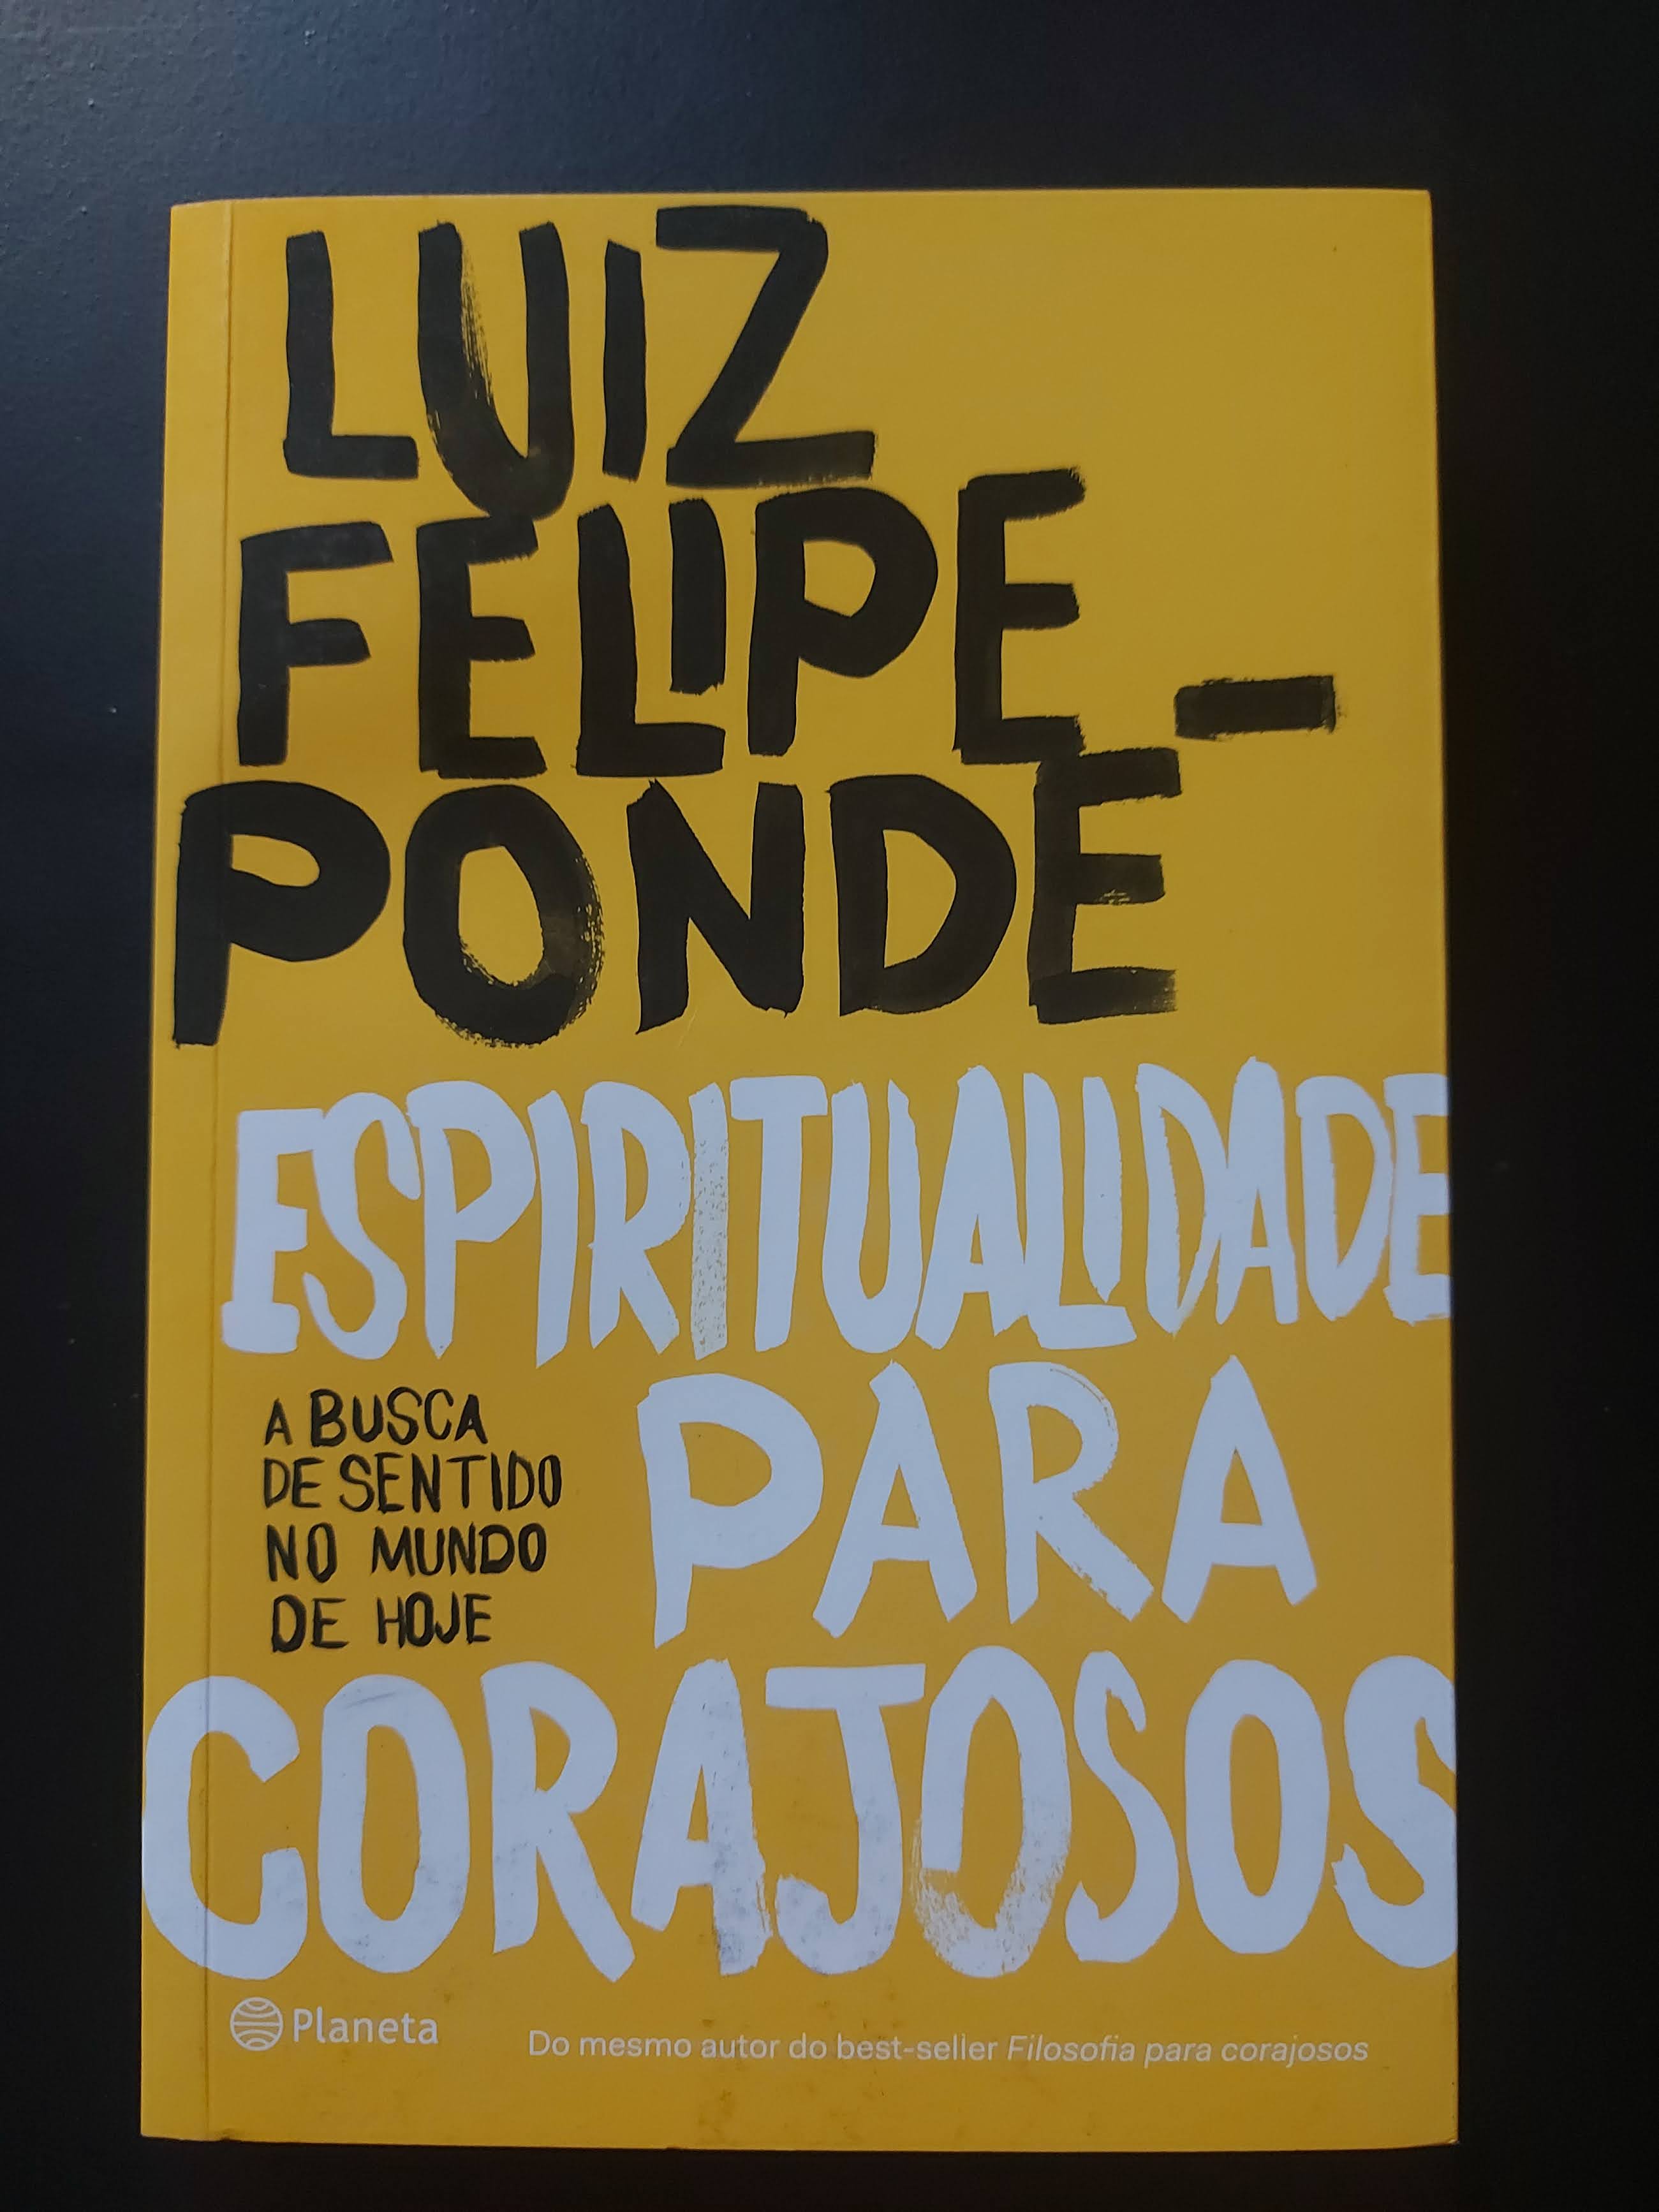 LUIZ
FELIPE
PONDÉ
ESPIRITUALIDADE
PARA
CORAJOSOS
A BUSCA
DE SENTIDO
NO MUNDO
DE HOJE
Planeta
Do mesmo autor do best-seller Filosofia para corajosos